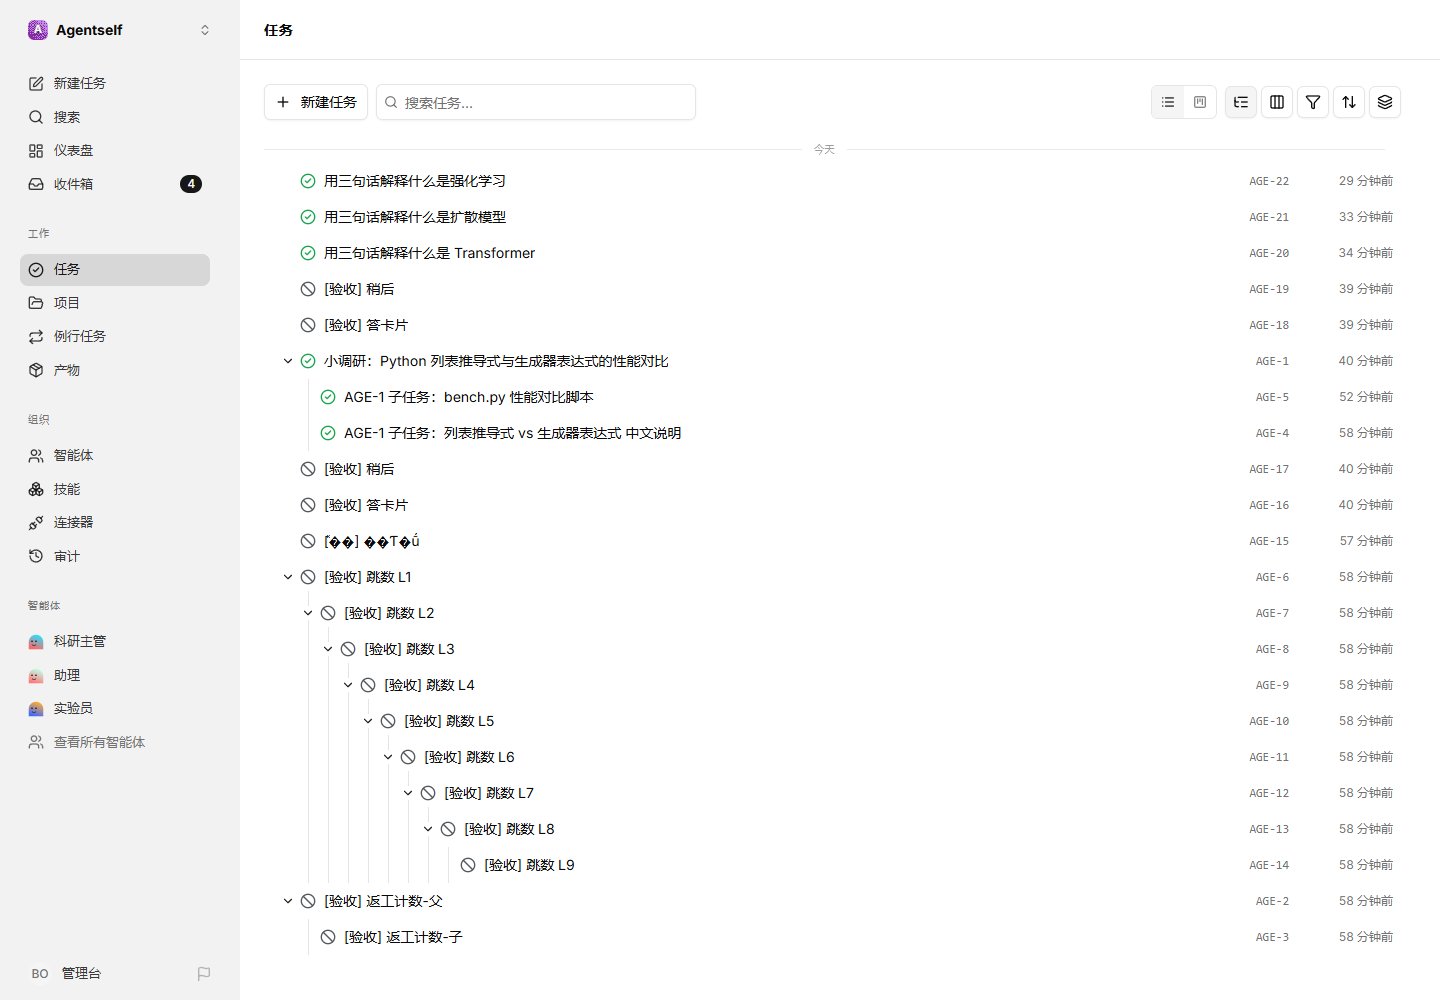 Agentself
任务
新建任务
搜索
仪表盘
收件箱 4
工作
任务
项目
例行任务
产物
组织
智能体
技能
连接器
审计
智能体
科研主管
助理
实验员
查看所有智能体
BO 管理台
新建任务
搜索任务...
今天
用三句话解释什么是强化学习 AGE-22 29 分钟前
用三句话解释什么是扩散模型 AGE-21 33 分钟前
用三句话解释什么是 Transformer AGE-20 34 分钟前
[验收] 稍后 AGE-19 39 分钟前
[验收] 答卡片 AGE-18 39 分钟前
小调研：Python 列表推导式与生成器表达式的性能对比 AGE-1 40 分钟前
AGE-1 子任务：bench.py 性能对比脚本 AGE-5 52 分钟前
AGE-1 子任务：列表推导式 vs 生成器表达式 中文说明 AGE-4 58 分钟前
[验收] 稍后 AGE-17 40 分钟前
[验收] 答卡片 AGE-16 40 分钟前
AGE-15 57 分钟前
[验收] 跳数 L1 AGE-6 58 分钟前
[验收] 跳数 L2 AGE-7 58 分钟前
[验收] 跳数 L3 AGE-8 58 分钟前
[验收] 跳数 L4 AGE-9 58 分钟前
[验收] 跳数 L5 AGE-10 58 分钟前
[验收] 跳数 L6 AGE-11 58 分钟前
[验收] 跳数 L7 AGE-12 58 分钟前
[验收] 跳数 L8 AGE-13 58 分钟前
[验收] 跳数 L9 AGE-14 58 分钟前
[验收] 返工计数-父 AGE-2 58 分钟前
[验收] 返工计数-子 AGE-3 58 分钟前